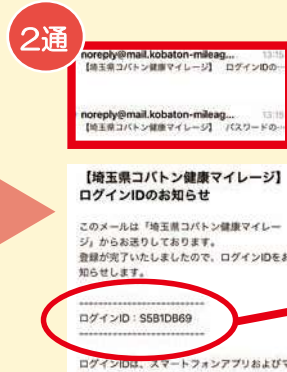 2通
noreply@mail.kobaton-mileag... 13:15
【埼玉県コバトン健康マイレージ】 ログインIDの…
noreply@mail.kobaton-mileag... 13:15
【埼玉県コバトン健康マイレージ】 パスワードの…
【埼玉県コバトン健康マイレージ】
ログインIDのお知らせ
このメールは「埼玉県コバトン健康マイレー
ジ」からお送りしております。
登録が完了いたしましたので、ログインIDをお
知らせします。
------------------------
ログインID:S5B1DB69
------------------------
ログインIDは、スマートフォンアプリおよびマ